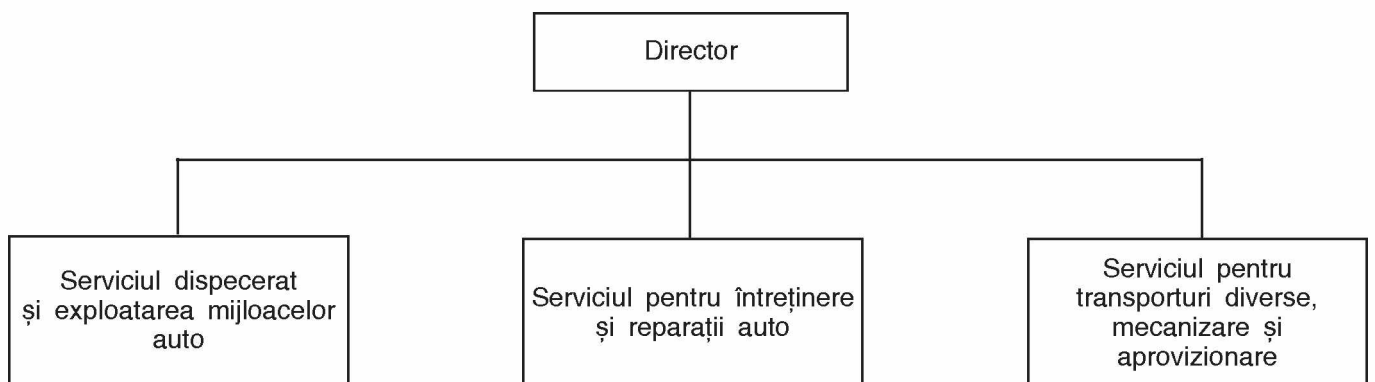 Director
Serviciul dispecerat
și exploatarea mijloacelor
auto
Serviciul pentru întreținere
și reparații auto
Serviciul pentru
transporturi diverse,
mecanizare și
aprovizionare